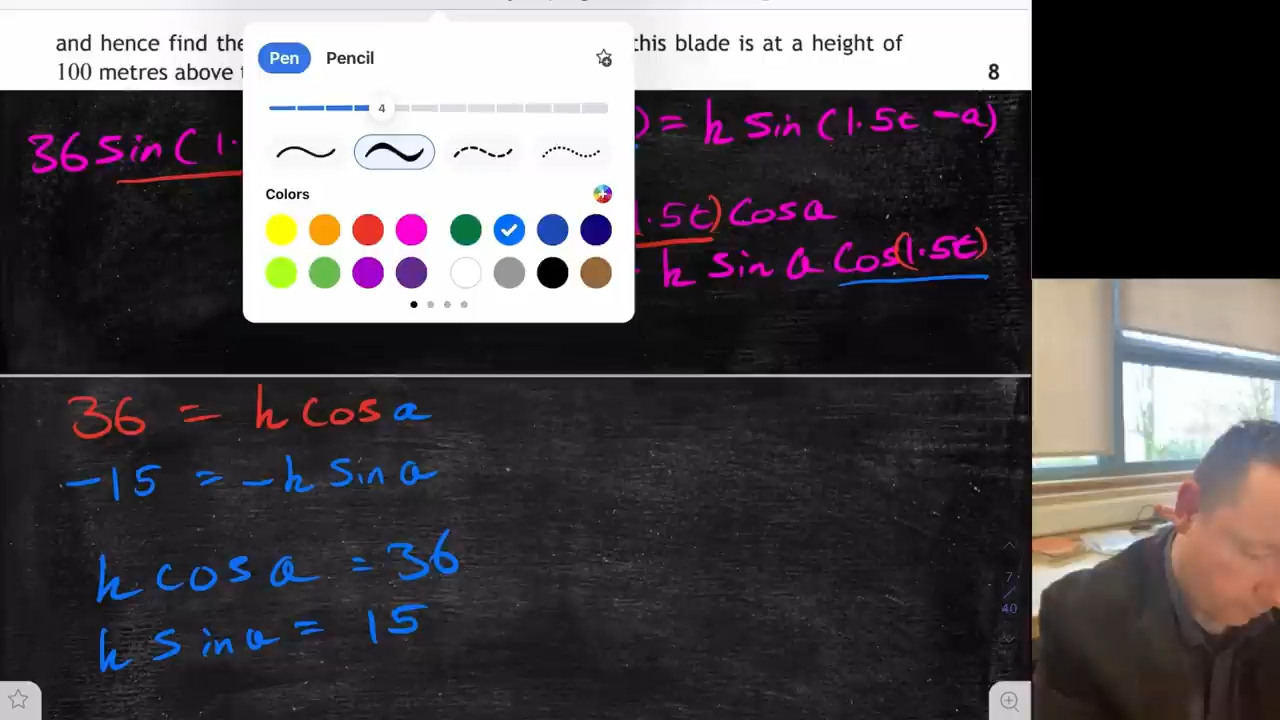 and hence find the this blade is at a height of
100 metres above 8
Pen Pencil
4
36 sin(1. ) = k sin (1.5t - a)
Colors
.5t) cos a
k sin a cos(1.5t)
36 = k cos a
-15 = -k sin a
k cos a = 36
k sin a = 15
7
/
40